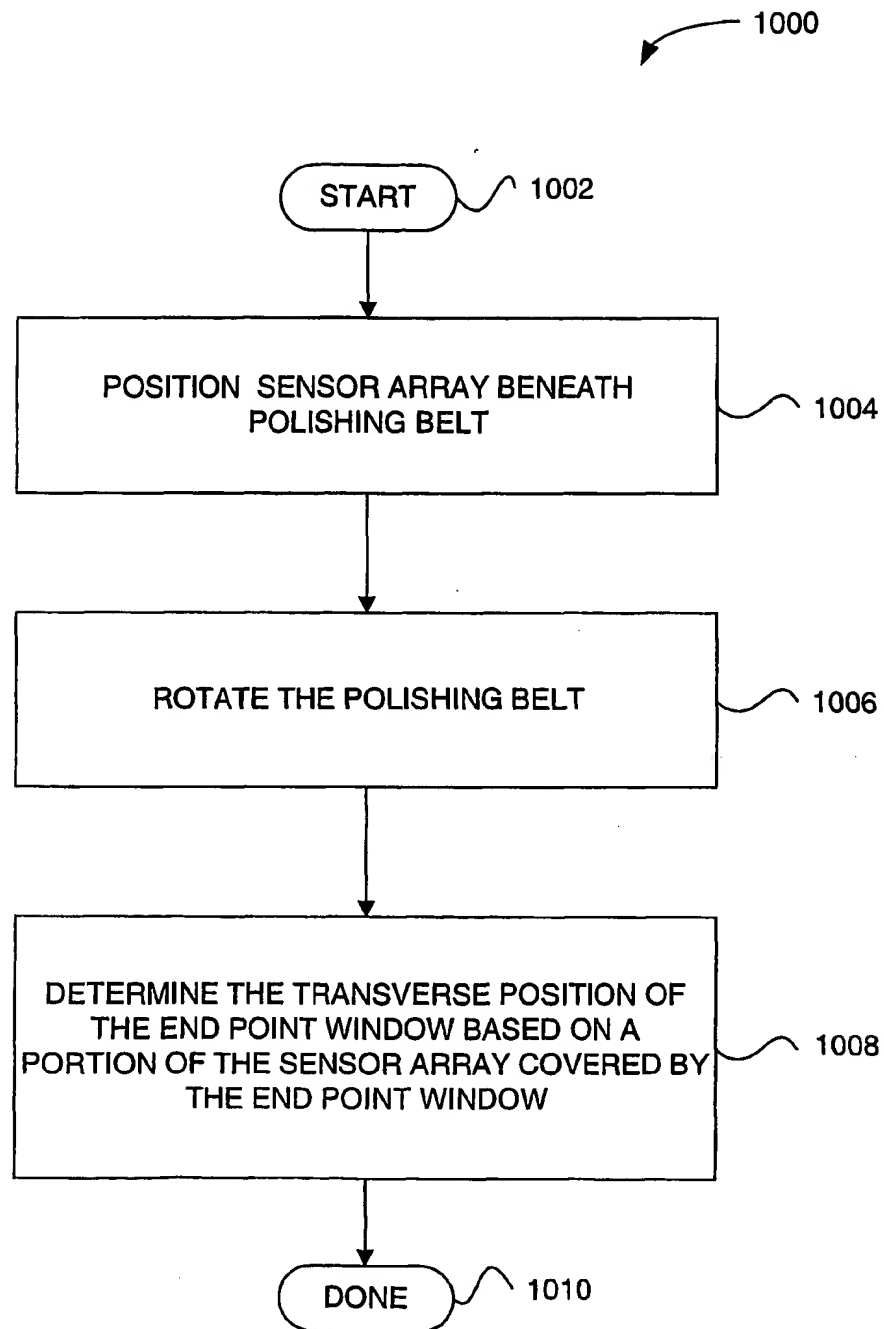 1000
START
1002
POSITION SENSOR ARRAY BENEATH
POLISHING BELT
1004
ROTATE THE POLISHING BELT
1006
DETERMINE THE TRANSVERSE POSITION OF
THE END POINT WINDOW BASED ON A
PORTION OF THE SENSOR ARRAY COVERED BY
THE END POINT WINDOW
1008
DONE
1010